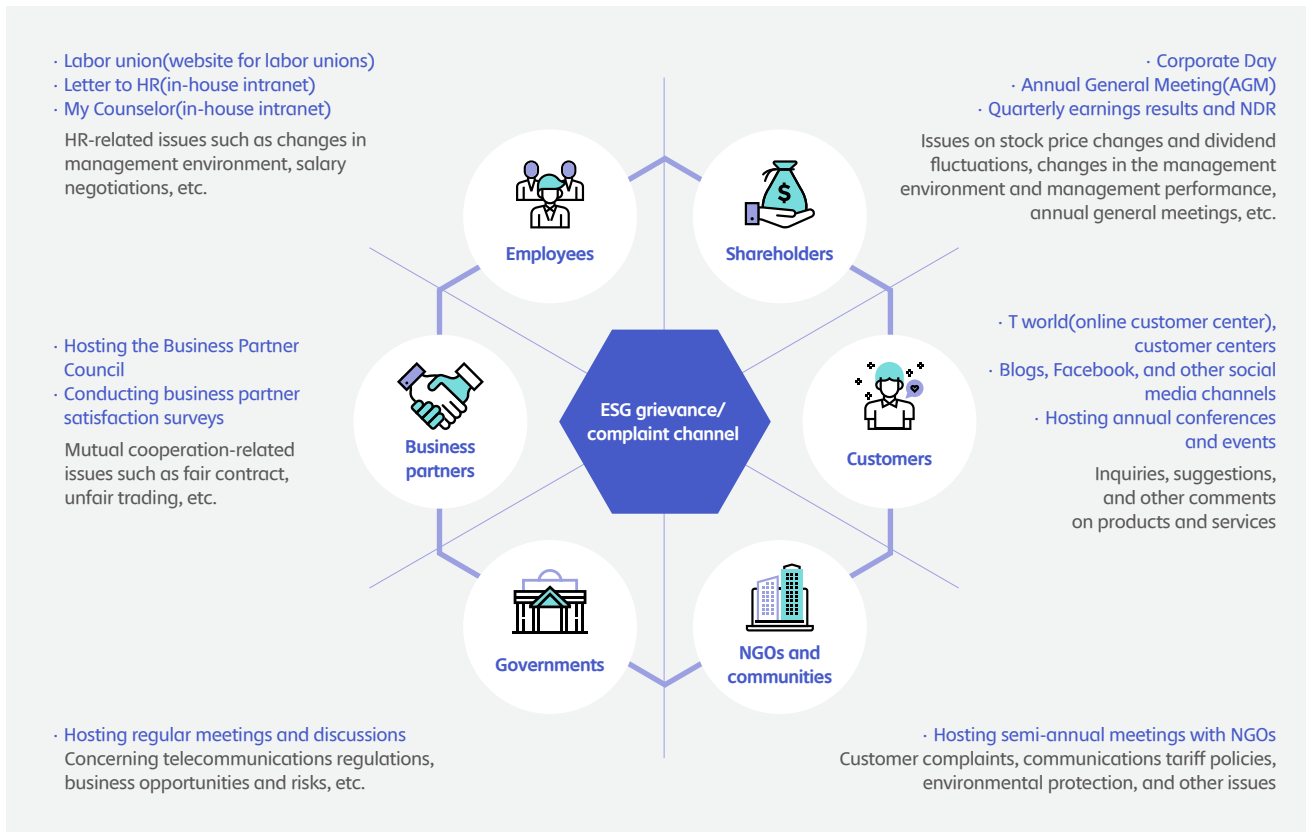 · Labor union(website for labor unions)
· Letter to HR(in-house intranet)
· My Counselor(in-house intranet)
HR-related issues such as changes in
management environment, salary
negotiations, etc.
· Corporate Day
· Annual General Meeting(AGM)
· Quarterly earnings results and NDR
Issues on stock price changes and dividend
fluctuations, changes in the management
environment and management performance,
annual general meetings, etc.
Employees
$
Shareholders
· Hosting the Business Partner
Council
· Conducting business partner
satisfaction surveys
Mutual cooperation-related
issues such as fair contract,
unfair trading, etc.
Business
partners
ESG grievance/
complaint channel
Customers
· T world(online customer center),
customer centers
· Blogs, Facebook, and other social
media channels
· Hosting annual conferences
and events
Inquiries, suggestions,
and other comments
on products and services
Governments
NGOs and
communities
· Hosting regular meetings and discussions
Concerning telecommunications regulations,
business opportunities and risks, etc.
· Hosting semi-annual meetings with NGOs
Customer complaints, communications tariff policies,
environmental protection, and other issues